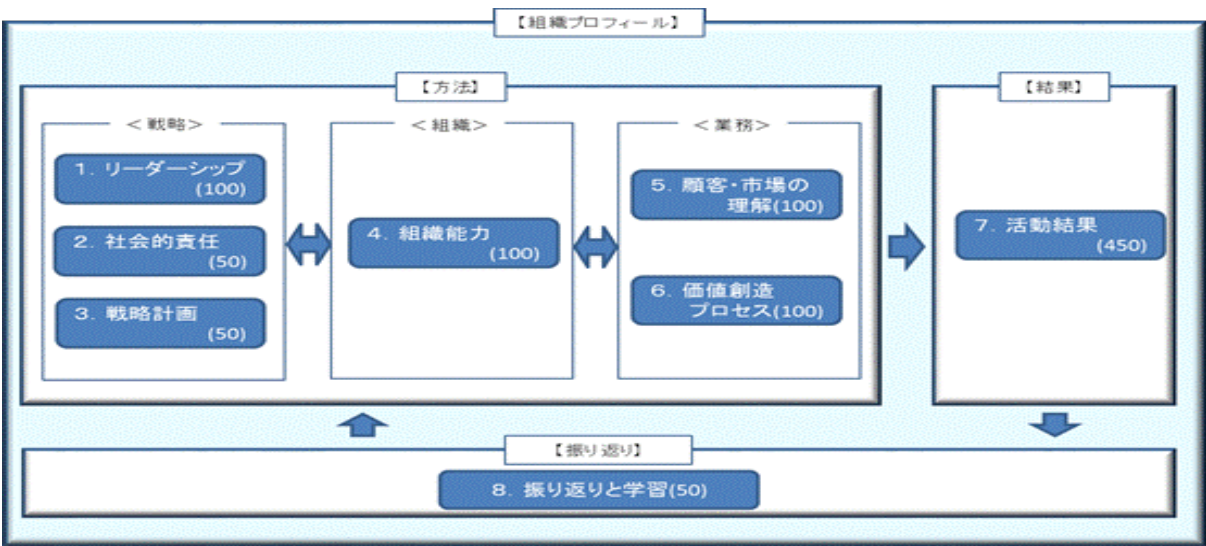 【組織プロフィール】
【方法】
【結果】
＜戦略＞
＜組織＞
＜業務＞
1. リーダーシップ
(100)
2. 社会的責任
(50)
3. 戦略計画
(50)
4. 組織能力
(100)
5. 顧客・市場の
理解(100)
6. 価値創造
プロセス(100)
7. 活動結果
(450)
【振り返り】
8. 振り返りと学習(50)